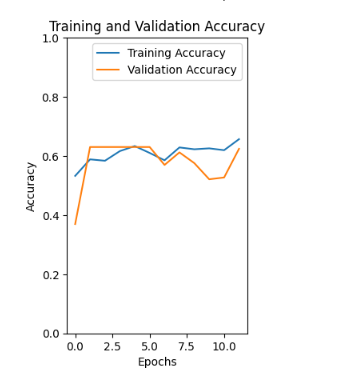 Training and Validation Accuracy
Training Accuracy
Validation Accuracy
1.0
0.8
0.6
0.4
0.2
0.0
Accuracy
0.0 2.5 5.0 7.5 10.0
Epochs